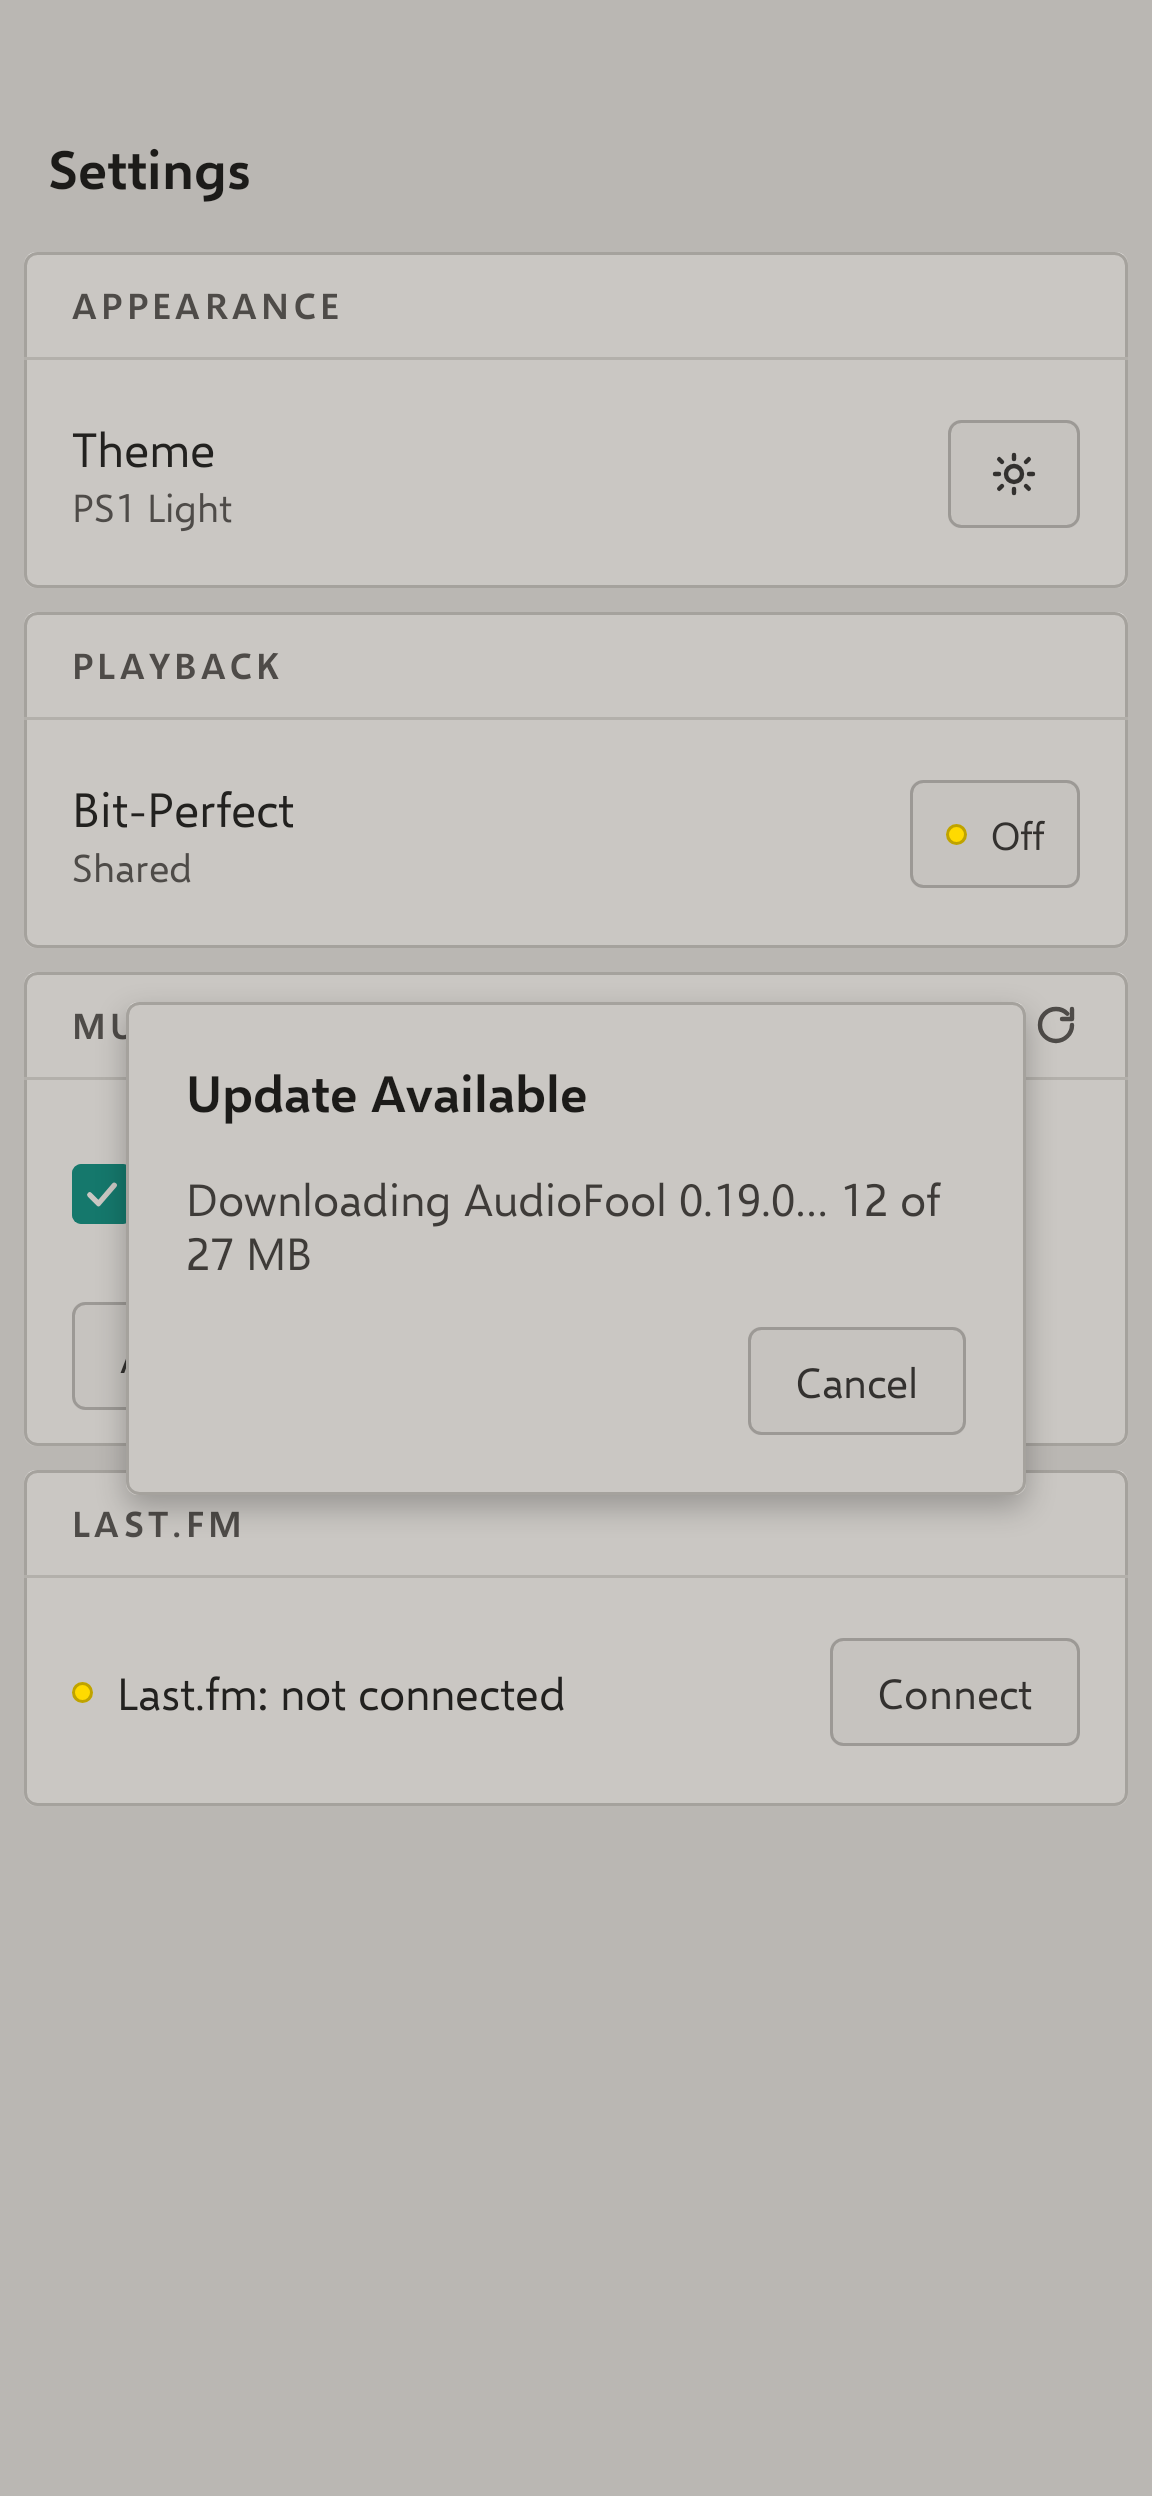 Settings
APPEARANCE
Theme
PS1 Light
PLAYBACK
Bit-Perfect
Shared
Off
Update Available
Downloading AudioFool 0.19.0... 12 of
27 MB
Cancel
LAST.FM
Last.fm: not connected
Connect